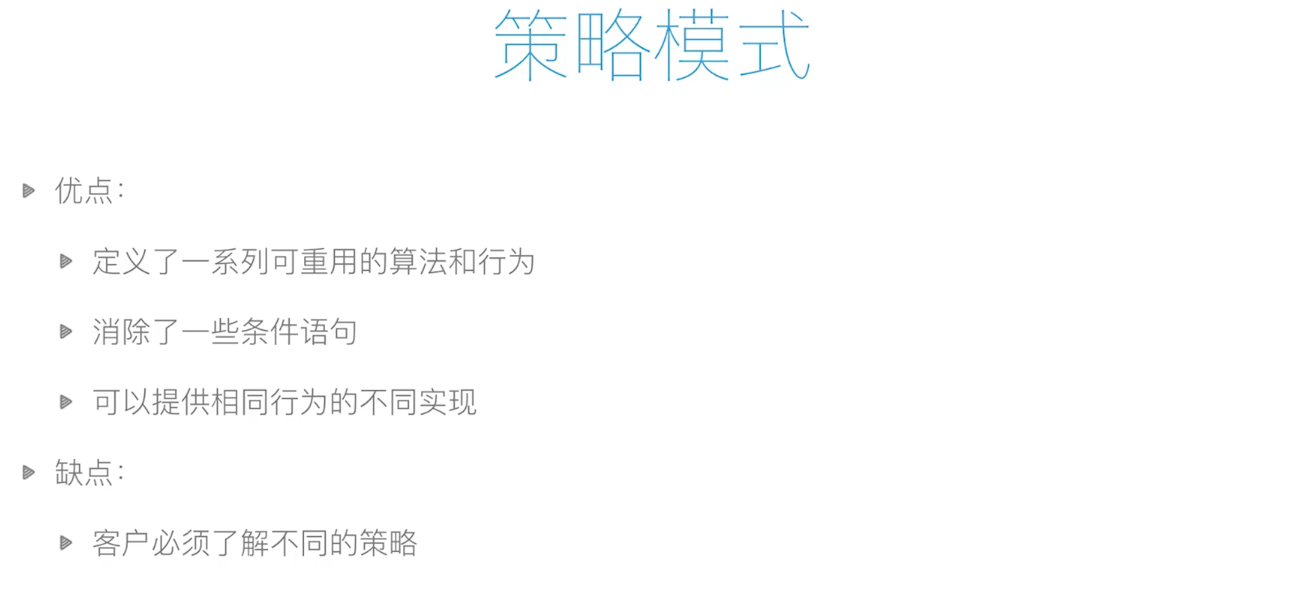 策略模式
优点：
定义了一系列可重用的算法和行为
消除了一些条件语句
可以提供相同行为的不同实现
缺点：
客户必须了解不同的策略